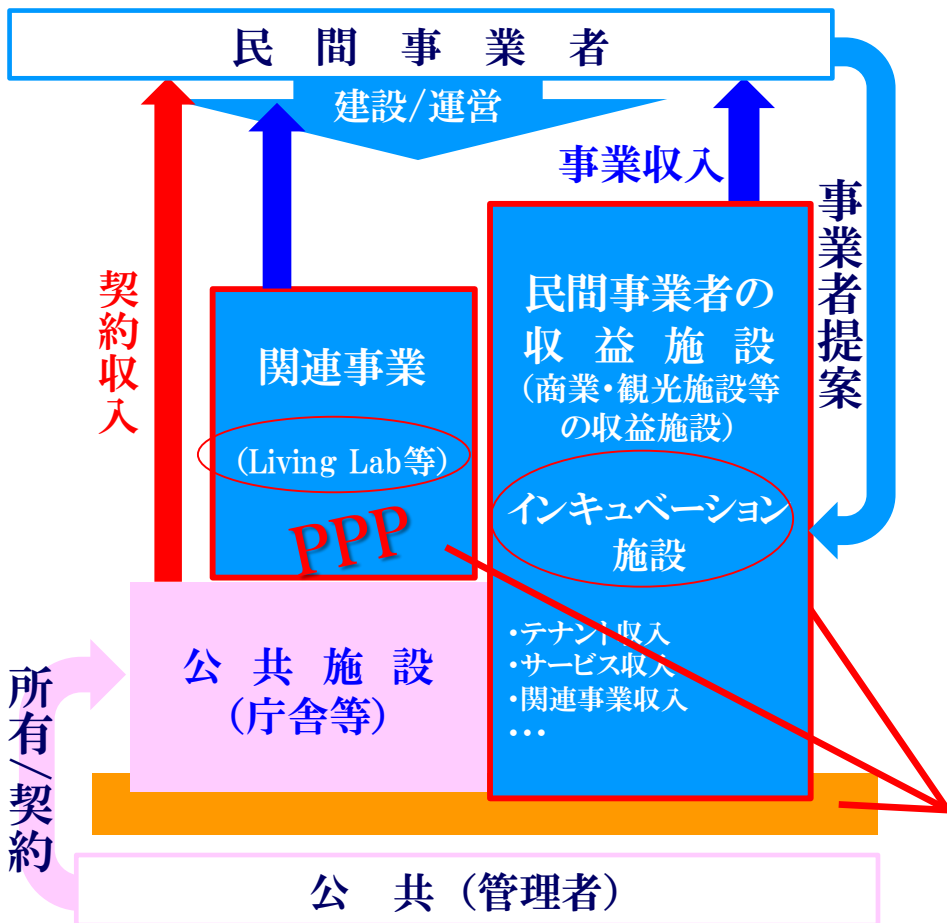 民間事業者
建設/運営
事業収入
事業者提案
契約収入
関連事業
(Living Lab等)
PPP
民間事業者の
収益施設
(商業・観光施設等
の収益施設)
インキュベーション
施設
・テナント収入
・サービス収入
・関連事業収入
・・・
公共施設
(庁舎等)
所有/契約
公共(管理者)